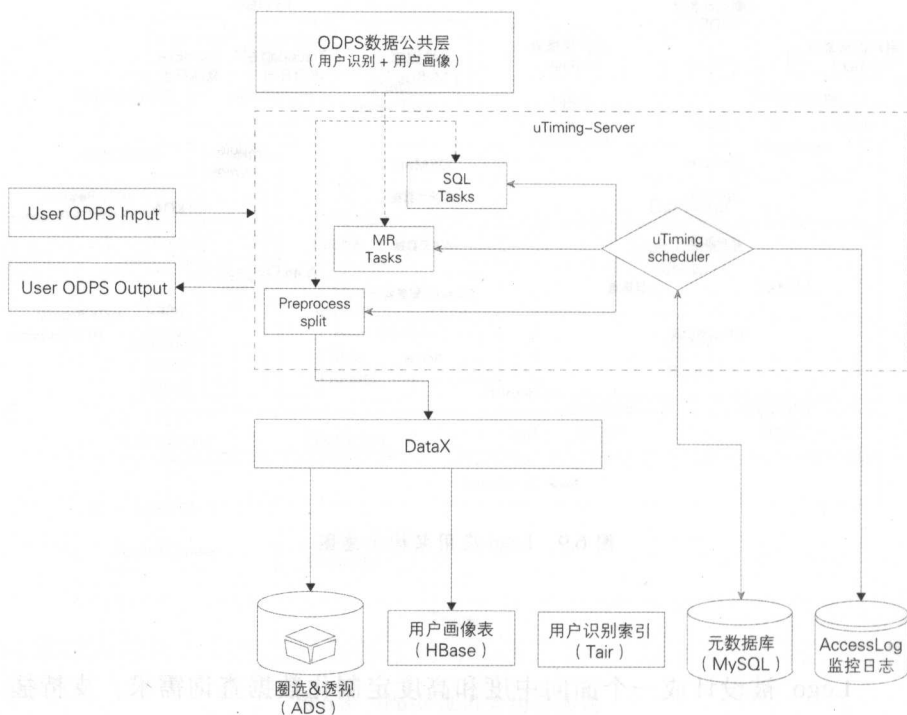 ODPS数据公共层
（用户识别 + 用户画像）
uTiming-Server
SQL
Tasks
User ODPS Input
MR
Tasks
uTiming
scheduler
User ODPS Output
Preprocess
split
DataX
用户画像表
（HBase）
用户识别索引
（Tair）
元数据库
（MySQL）
AccessLog
监控日志
圈选&透视
（ADS）